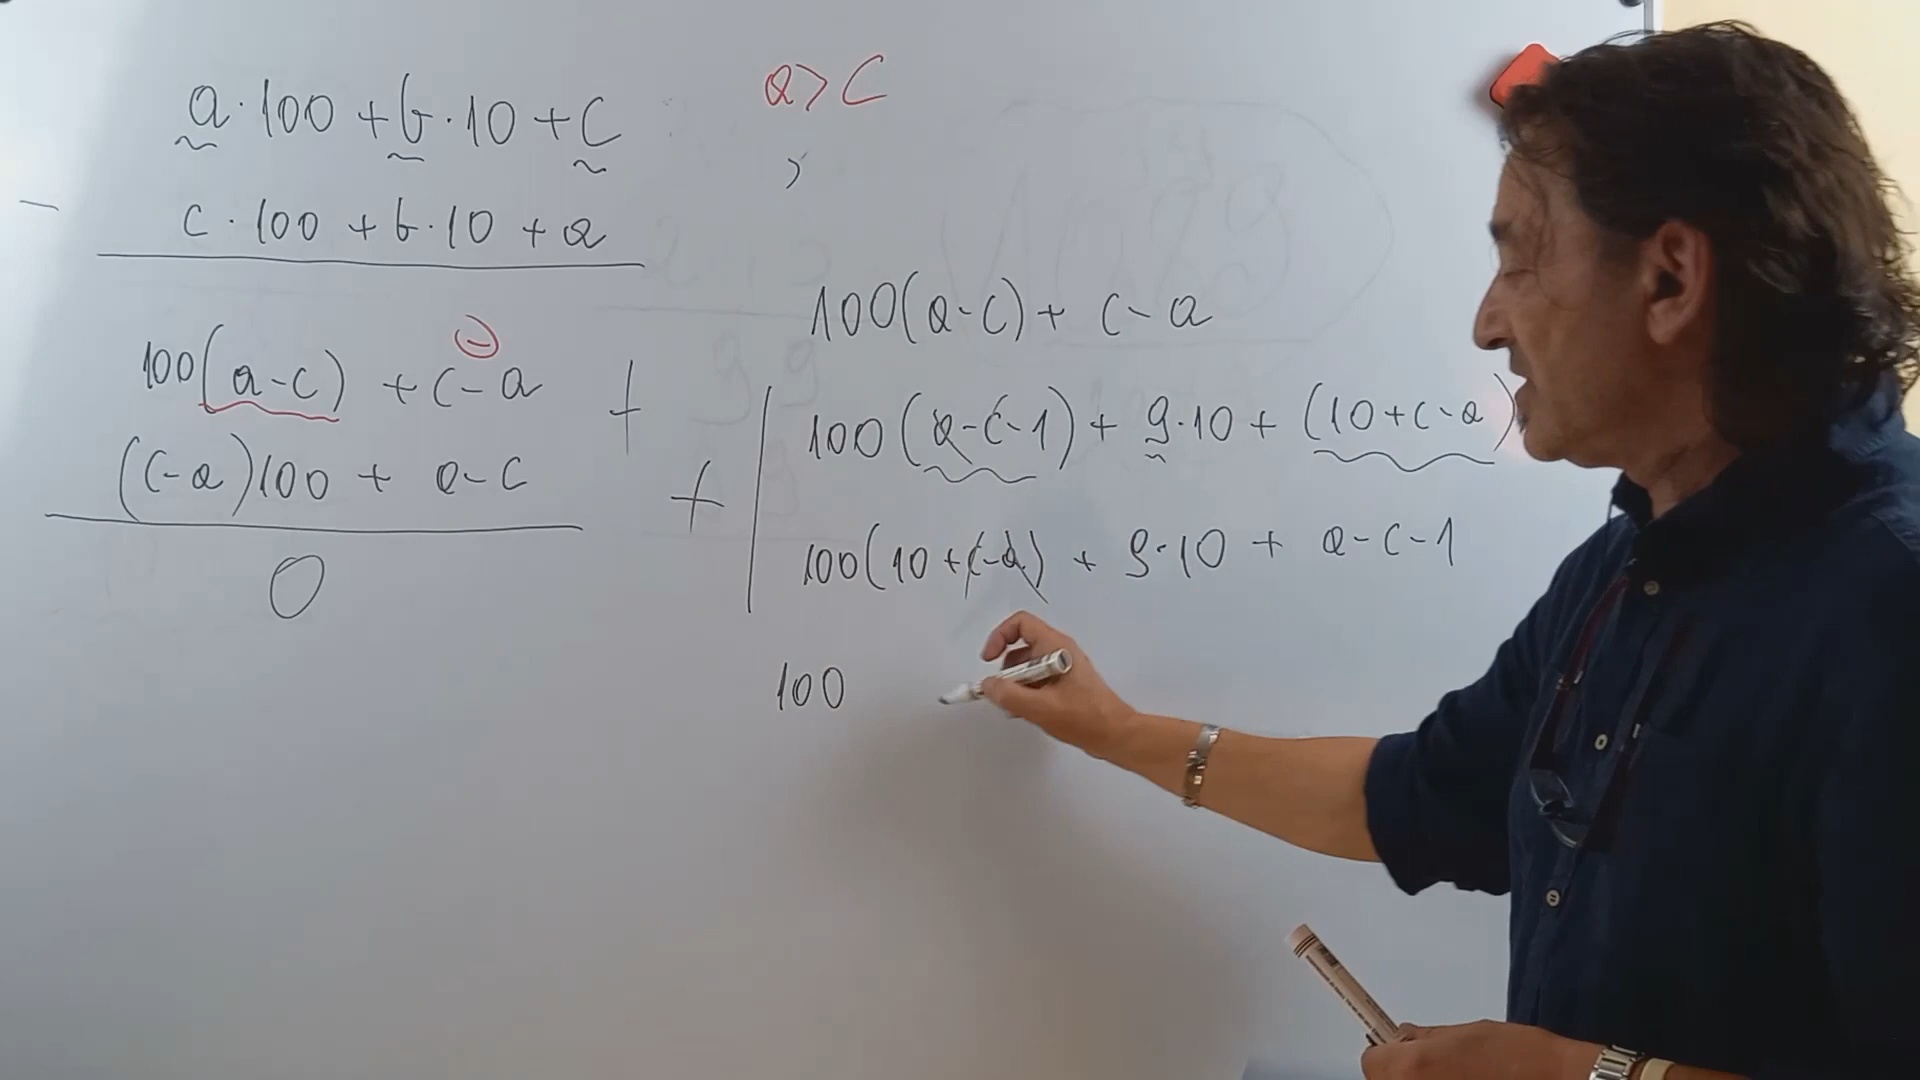 a·100 + b·10 + c
- c·100 + b·10 + a
100(a-c) + c-a
-
(c-a)100 + a-c
0
a > c
,
100(a-c) + c-a
+
100(a-c-1) + 9·10 + (10+c-a)
+
100(10+c-a) + 9·10 + a-c-1
100